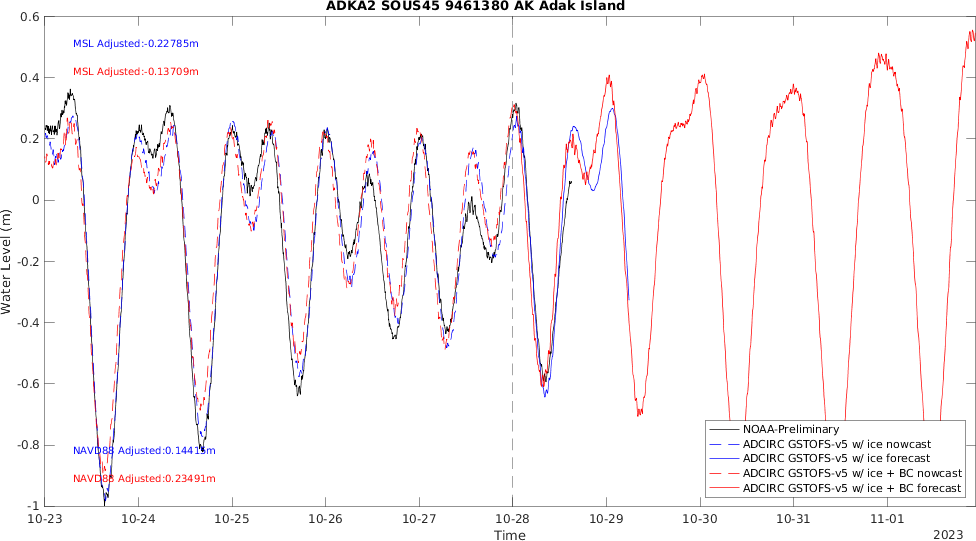 ADKA2 SOUS45 9461380 AK Adak Island
0.6
0.4
0.2
0
-0.2
-0.4
-0.6
-0.8
-1
Water Level (m)
MSL Adjusted:-0.22785m
MSL Adjusted:-0.13709m
NAVD88 Adjusted:0.14415m
NAVD88 Adjusted:0.23491m
NOAA-Preliminary
ADCIRC GSTOFS-v5 w/ ice nowcast
ADCIRC GSTOFS-v5 w/ ice forecast
ADCIRC GSTOFS-v5 w/ ice + BC nowcast
ADCIRC GSTOFS-v5 w/ ice + BC forecast
10-23 10-24 10-25 10-26 10-27 10-28 10-29 10-30 10-31 11-01
Time
2023